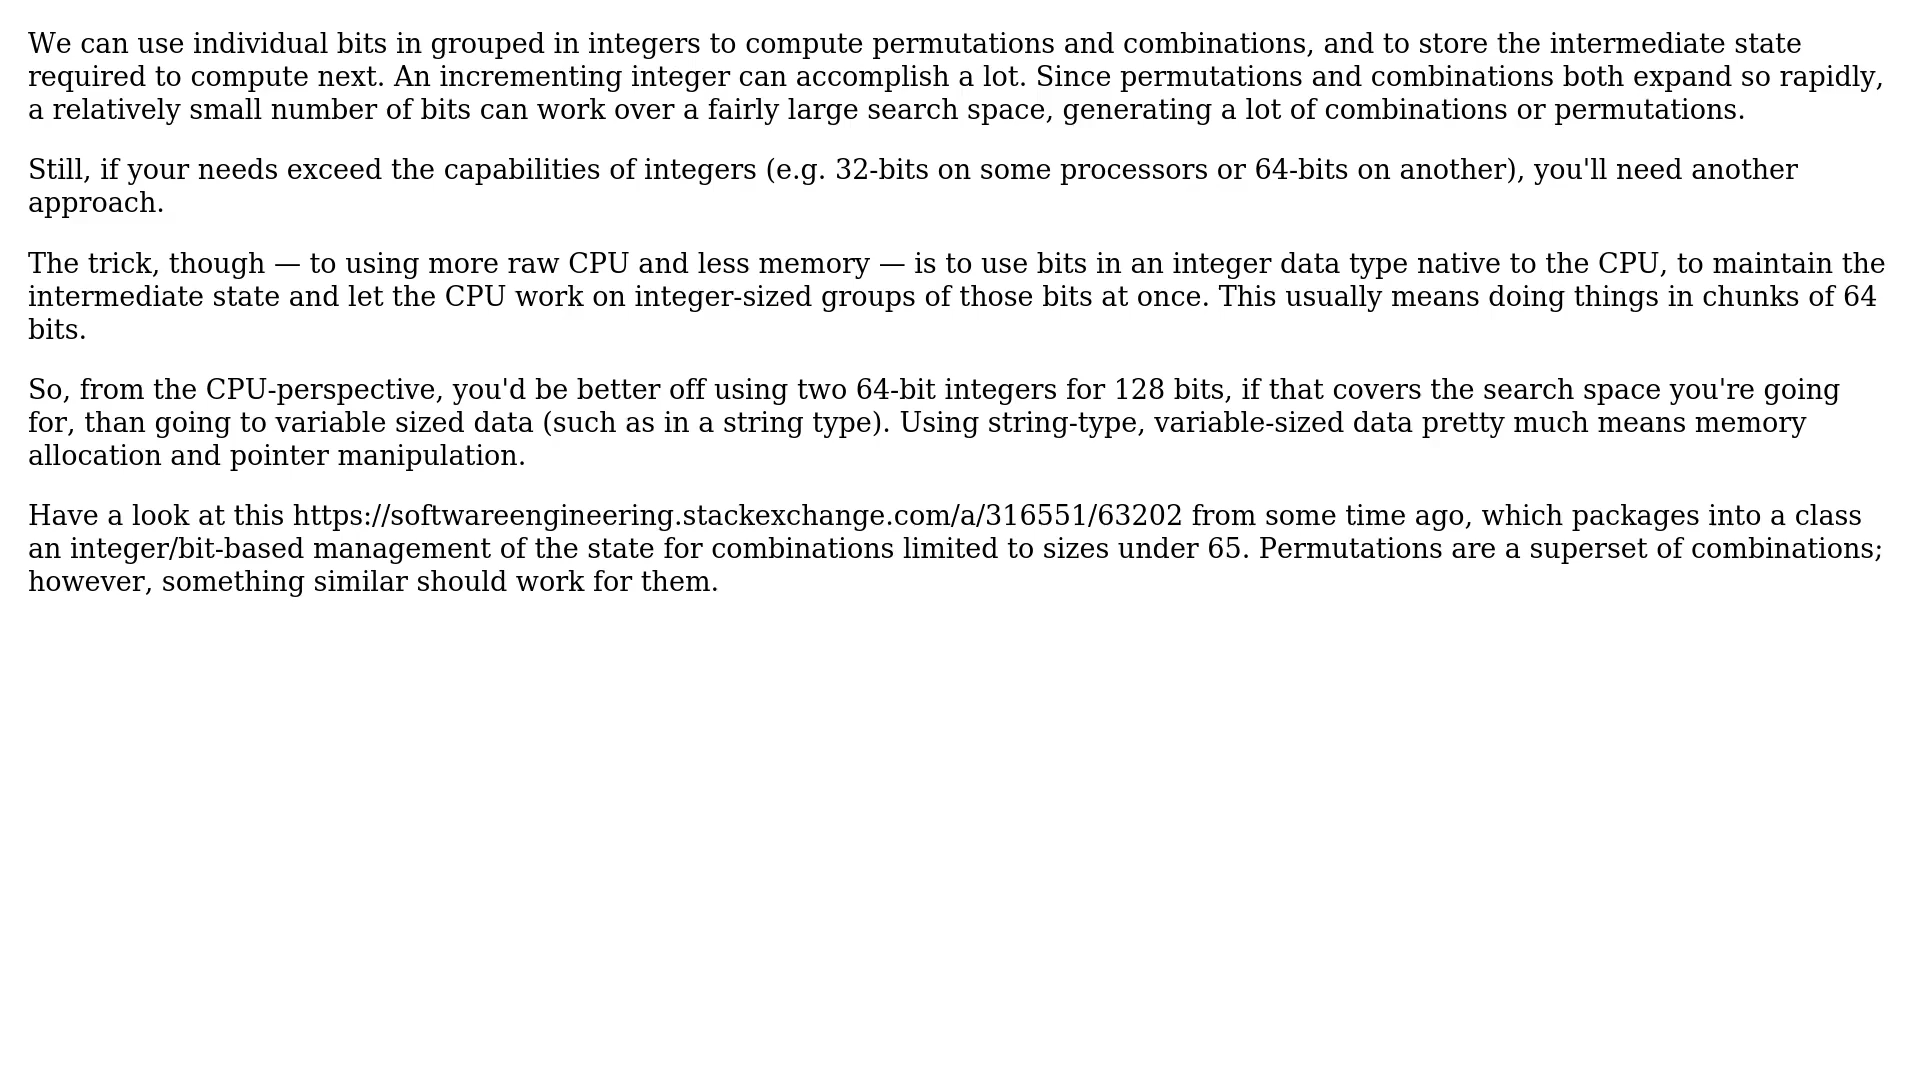 We can use individual bits in grouped in integers to compute permutations and combinations, and to store the intermediate state
required to compute next. An incrementing integer can accomplish a lot. Since permutations and combinations both expand so rapidly,
a relatively small number of bits can work over a fairly large search space, generating a lot of combinations or permutations.
Still, if your needs exceed the capabilities of integers (e.g. 32-bits on some processors or 64-bits on another), you'll need another
approach.
The trick, though — to using more raw CPU and less memory — is to use bits in an integer data type native to the CPU, to maintain the
intermediate state and let the CPU work on integer-sized groups of those bits at once. This usually means doing things in chunks of 64
bits.
So, from the CPU-perspective, you'd be better off using two 64-bit integers for 128 bits, if that covers the search space you're going
for, than going to variable sized data (such as in a string type). Using string-type, variable-sized data pretty much means memory
allocation and pointer manipulation.
Have a look at this https://softwareengineering.stackexchange.com/a/316551/63202 from some time ago, which packages into a class
an integer/bit-based management of the state for combinations limited to sizes under 65. Permutations are a superset of combinations;
however, something similar should work for them.